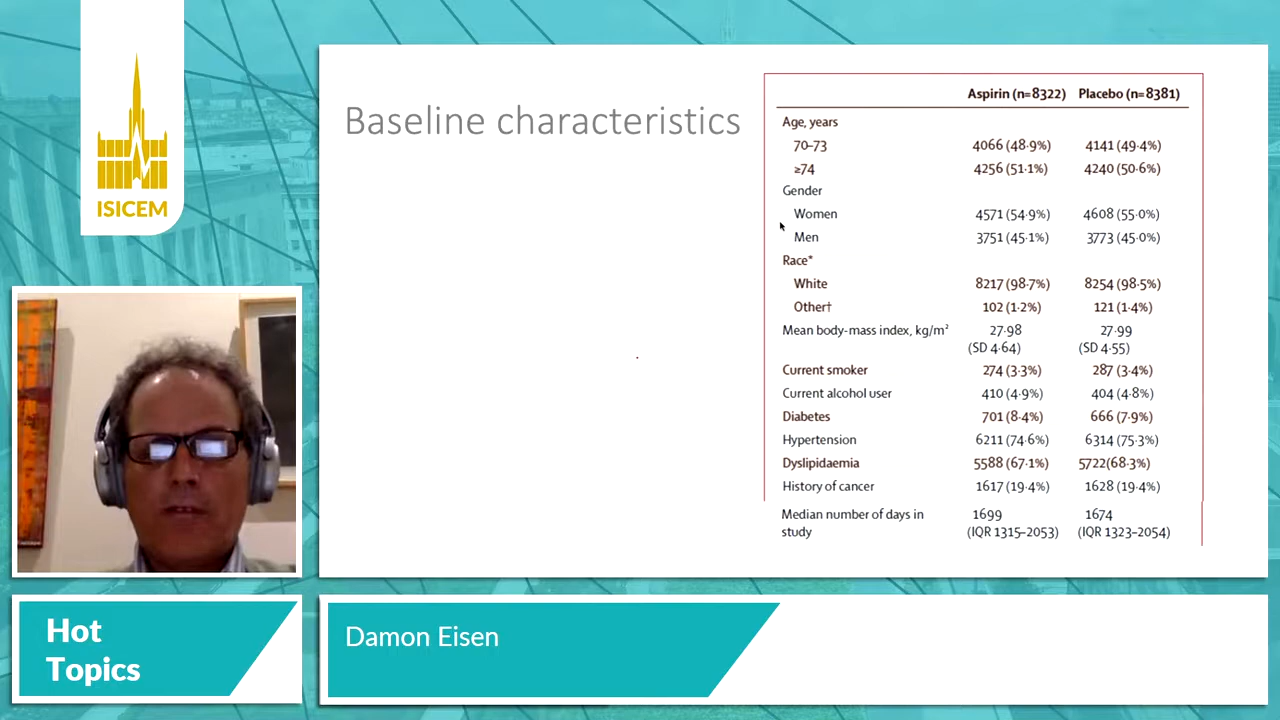 ISICEM
Baseline characteristics
Aspirin (n=8322) Placebo (n=8381)
Age, years
70–73 4066 (48·9%) 4141 (49·4%)
≥74 4256 (51·1%) 4240 (50·6%)
Gender
Women 4571 (54·9%) 4608 (55·0%)
Men 3751 (45·1%) 3773 (45·0%)
Race*
White 8217 (98·7%) 8254 (98·5%)
Other† 102 (1·2%) 121 (1·4%)
Mean body-mass index, kg/m² 27·98 27·99
(SD 4·64) (SD 4·55)
Current smoker 274 (3·3%) 287 (3·4%)
Current alcohol user 410 (4·9%) 404 (4·8%)
Diabetes 701 (8·4%) 666 (7·9%)
Hypertension 6211 (74·6%) 6314 (75·3%)
Dyslipidaemia 5588 (67·1%) 5722(68·3%)
History of cancer 1617 (19·4%) 1628 (19·4%)
Median number of days in 1699 1674
study (IQR 1315–2053) (IQR 1323–2054)
Hot
Topics
Damon Eisen